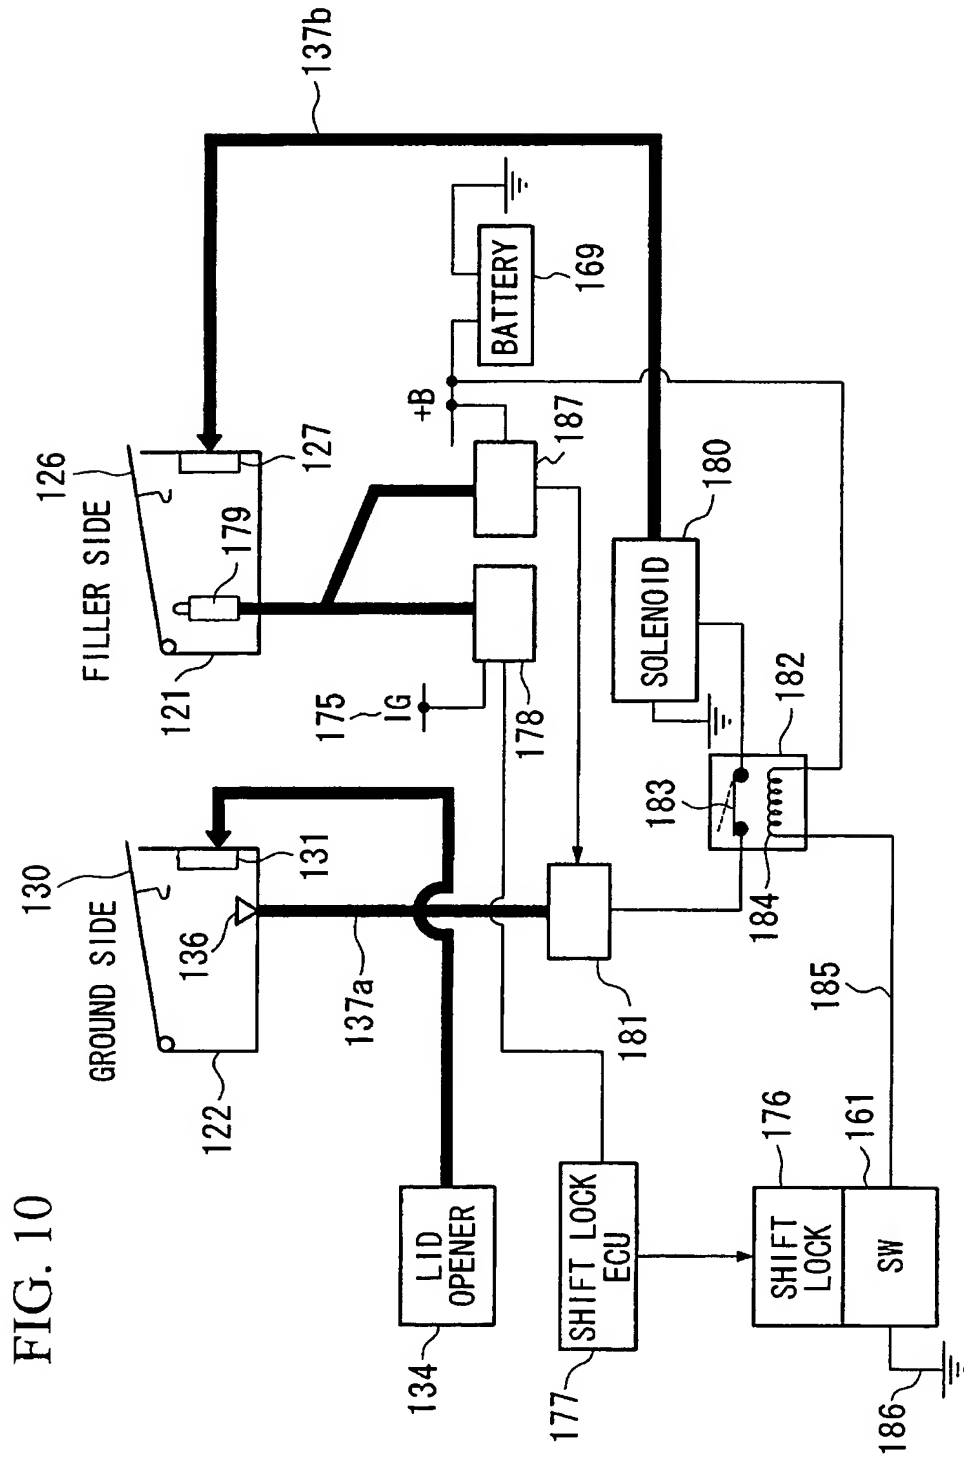 FIG. 10
GROUND SIDE
FILLER SIDE
130
126
136
131
122
179
127
121
137b
137a
175
IG
178
+B
187
BATTERY
169
LID
OPENER
134
181
SOLENOID
180
183
184
182
SHIFT LOCK
ECU
177
185
SHIFT
LOCK
176
SW
161
186